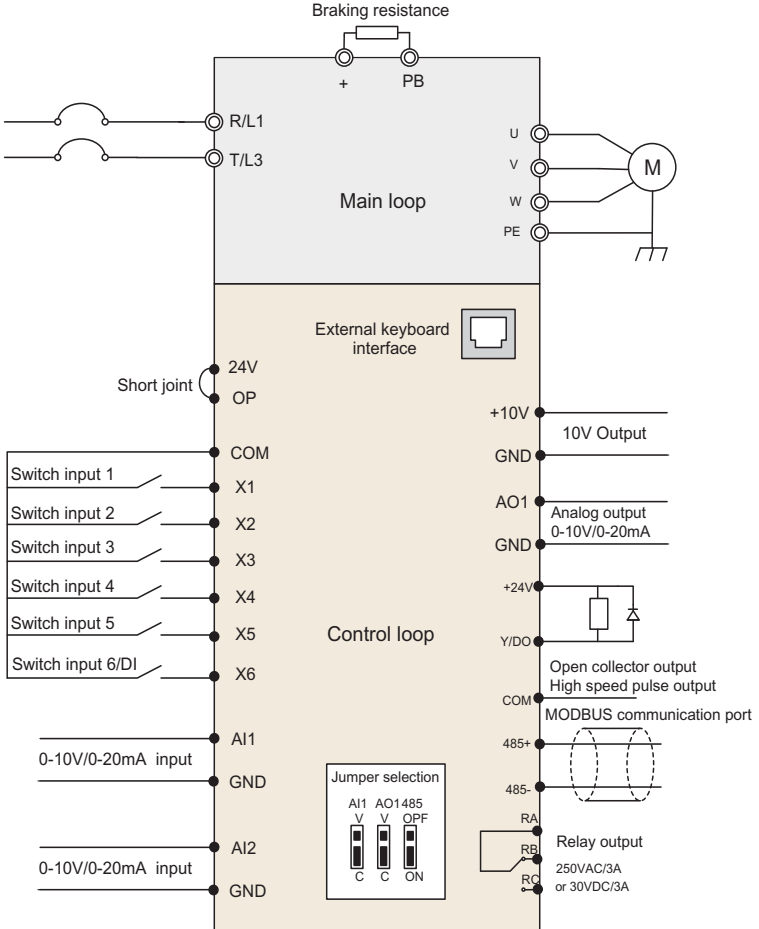 Braking resistance
+
PB
R/L1
T/L3
U
V
W
PE
M
Main loop
External keyboard
interface
24V
Short joint
OP
+10V
10V Output
GND
COM
Switch input 1
X1
Switch input 2
X2
Switch input 3
X3
Switch input 4
X4
Switch input 5
X5
Switch input 6/DI
X6
AO1
Analog output
0-10V/0-20mA
GND
+24V
Y/DO
Control loop
Open collector output
High speed pulse output
COM
MODBUS communication port
485+
485-
AI1
0-10V/0-20mA input
GND
AI2
0-10V/0-20mA input
GND
Jumper selection
AI1 AO1 485
V V OPF
C C ON
RA
Relay output
RB
250VAC/3A
RC
or 30VDC/3A